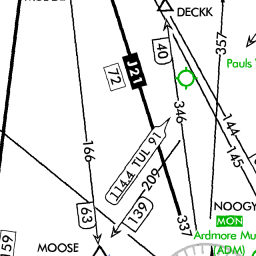 DECKK
J21
40
72
357
Pauls
346
144
145
166
114.4 TUL 91
209
63
139
337
NOOGY
MON
Ardmore Mu
(ADM)
159
MOOSE